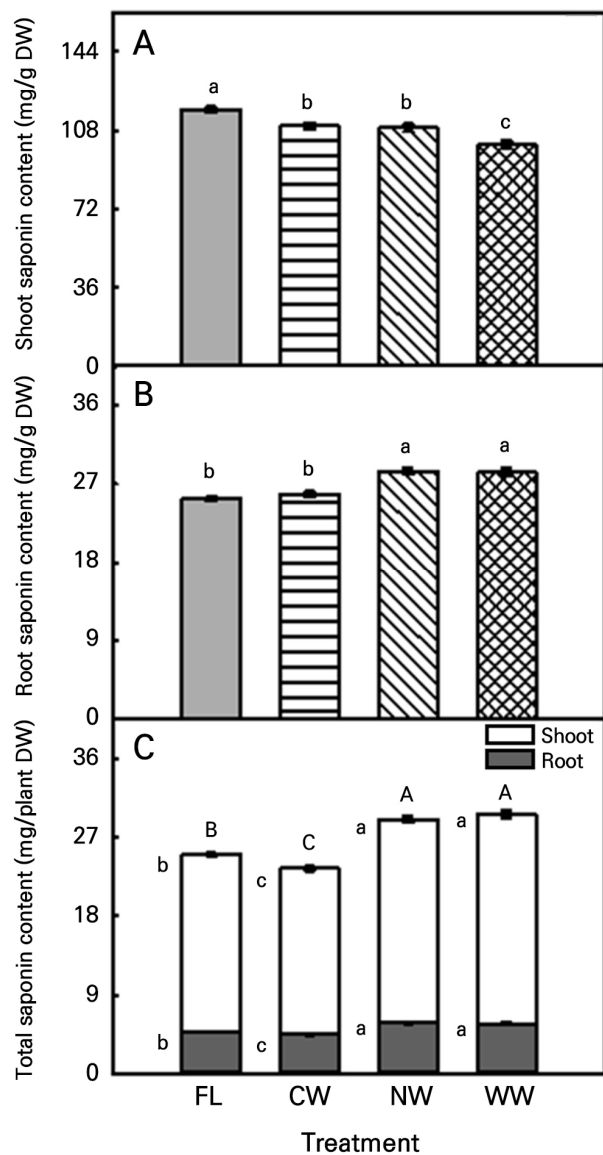 Shoot saponin content (mg/g DW)
A
144
108
72
36
0
a
b
b
c
Root saponin content (mg/g DW)
B
36
27
18
9
0
b
b
a
a
Total saponin content (mg/plant DW)
C
36
27
18
9
0
Shoot
Root
B
C
A
A
b
c
a
a
b
c
a
a
FL
CW
NW
WW
Treatment